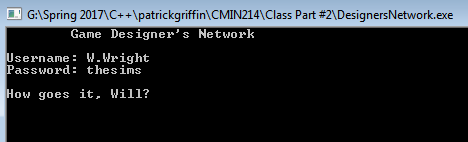 G:\Spring 2017\C++\patrickgriffin\CMIN214\Class Part #2\DesignersNetwork.exe
Game Designer's Network
Username: W.Wright
Password: thesims
How goes it, Will?